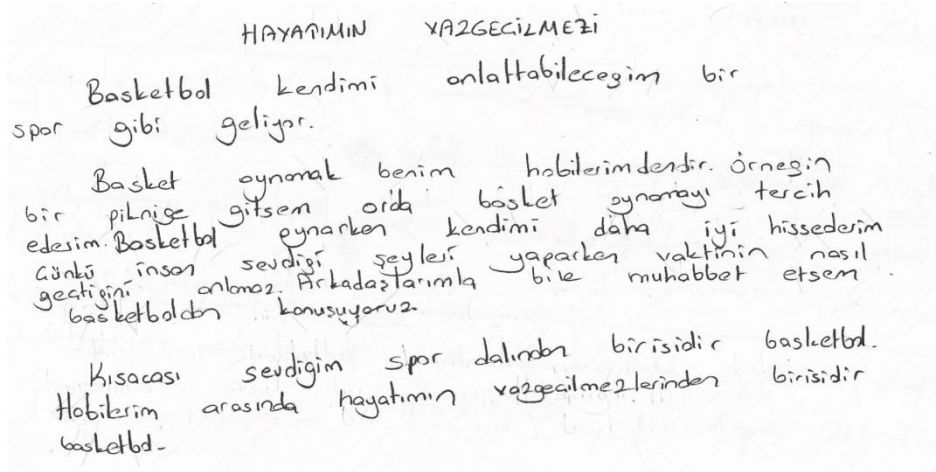 HAYATIMIN VAZGEÇİLMEZİ
Basketbol kendimi anlattabilecegim bir
spor gibi geliyor.
Basket oynamak benim hobilerimdendir. Örnegin
bir pikniğe gitsem orda basket oynamayı tercih
ederim. Basketbol oynarken kendimi daha iyi hissederim
Çünkü insan sevdiği şeyleri yaparken vaktinin nasıl
geçtiğini anlamaz. Arkadaşlarımla bile muhabbet etsem
basketboldan konuşuyoruz.
Kısacası sevdiğim spor dalından birisidir basketbol.
Hobilerim arasında hayatımın vazgeçilmezlerinden birisidir
basketbol.